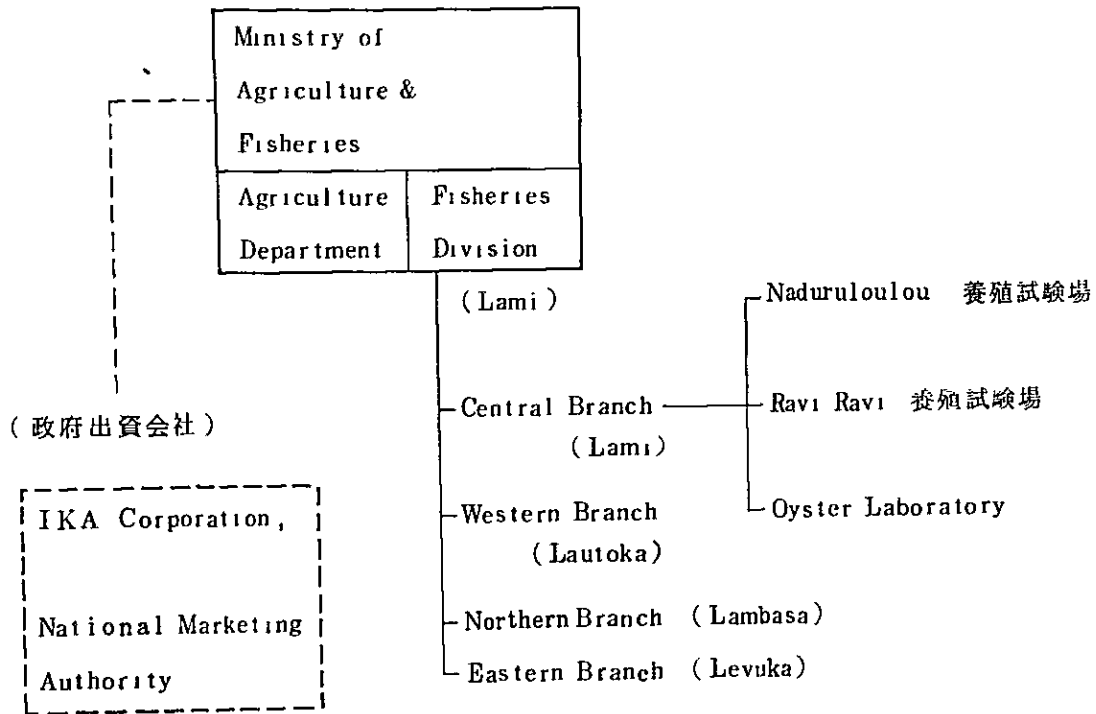 Ministry of
Agriculture &
Fisheries
Agriculture
Department
Fisheries
Division
(Lami)
(政府出資会社)
IKA Corporation,
National Marketing
Authority
Central Branch
(Lami)
Western Branch
(Lautoka)
Northern Branch (Lambasa)
Eastern Branch (Levuka)
Naduruloulou 養殖試験場
Ravi Ravi 養殖試験場
Oyster Laboratory